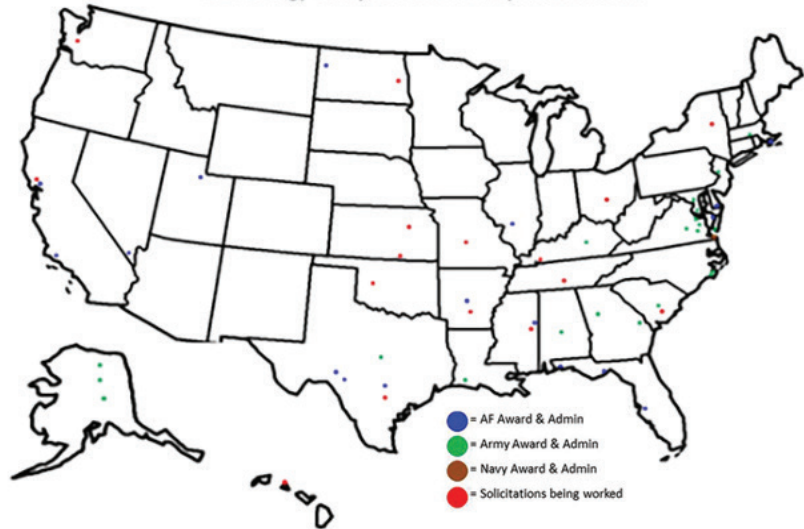 = AF Award & Admin
= Army Award & Admin
= Navy Award & Admin
= Solicitations being worked